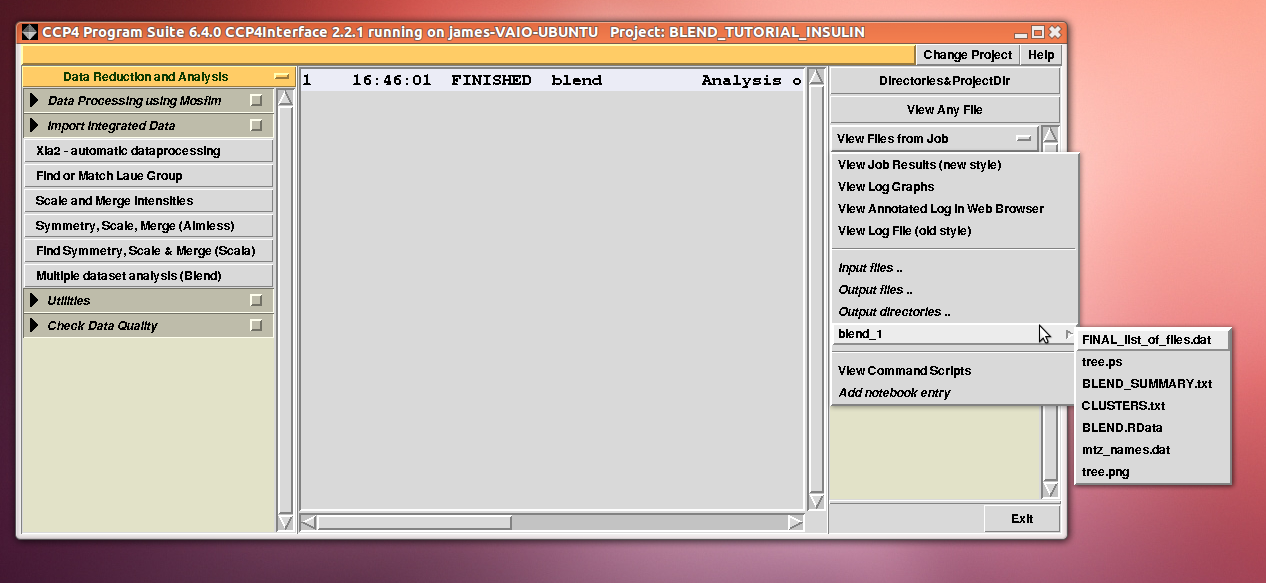 CCP4 Program Suite 6.4.0 CCP4Interface 2.2.1 running on james-VAIO-UBUNTU Project: BLEND_TUTORIAL_INSULIN
Change Project Help
Data Reduction and Analysis
Data Processing using Mosflm
Import Integrated Data
Xia2 - automatic dataprocessing
Find or Match Laue Group
Scale and Merge Intensities
Symmetry, Scale, Merge (Aimless)
Find Symmetry, Scale & Merge (Scala)
Multiple dataset analysis (Blend)
Utilities
Check Data Quality
1 16:46:01 FINISHED blend Analysis o
Directories&ProjectDir
View Any File
View Files from Job
View Job Results (new style)
View Log Graphs
View Annotated Log in Web Browser
View Log File (old style)
Input files ..
Output files ..
Output directories ..
blend_1
View Command Scripts
Add notebook entry
FINAL_list_of_files.dat
tree.ps
BLEND_SUMMARY.txt
CLUSTERS.txt
BLEND.RData
mtz_names.dat
tree.png
Exit